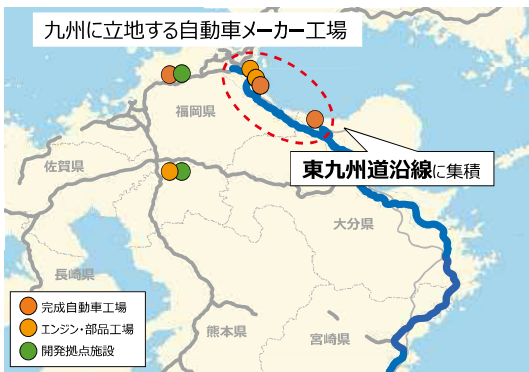 九州に立地する自動車メーカー工場
福岡県
佐賀県
東九州道沿線に集積
大分県
長崎県
熊本県
宮崎県
完成自動車工場
エンジン・部品工場
開発拠点施設